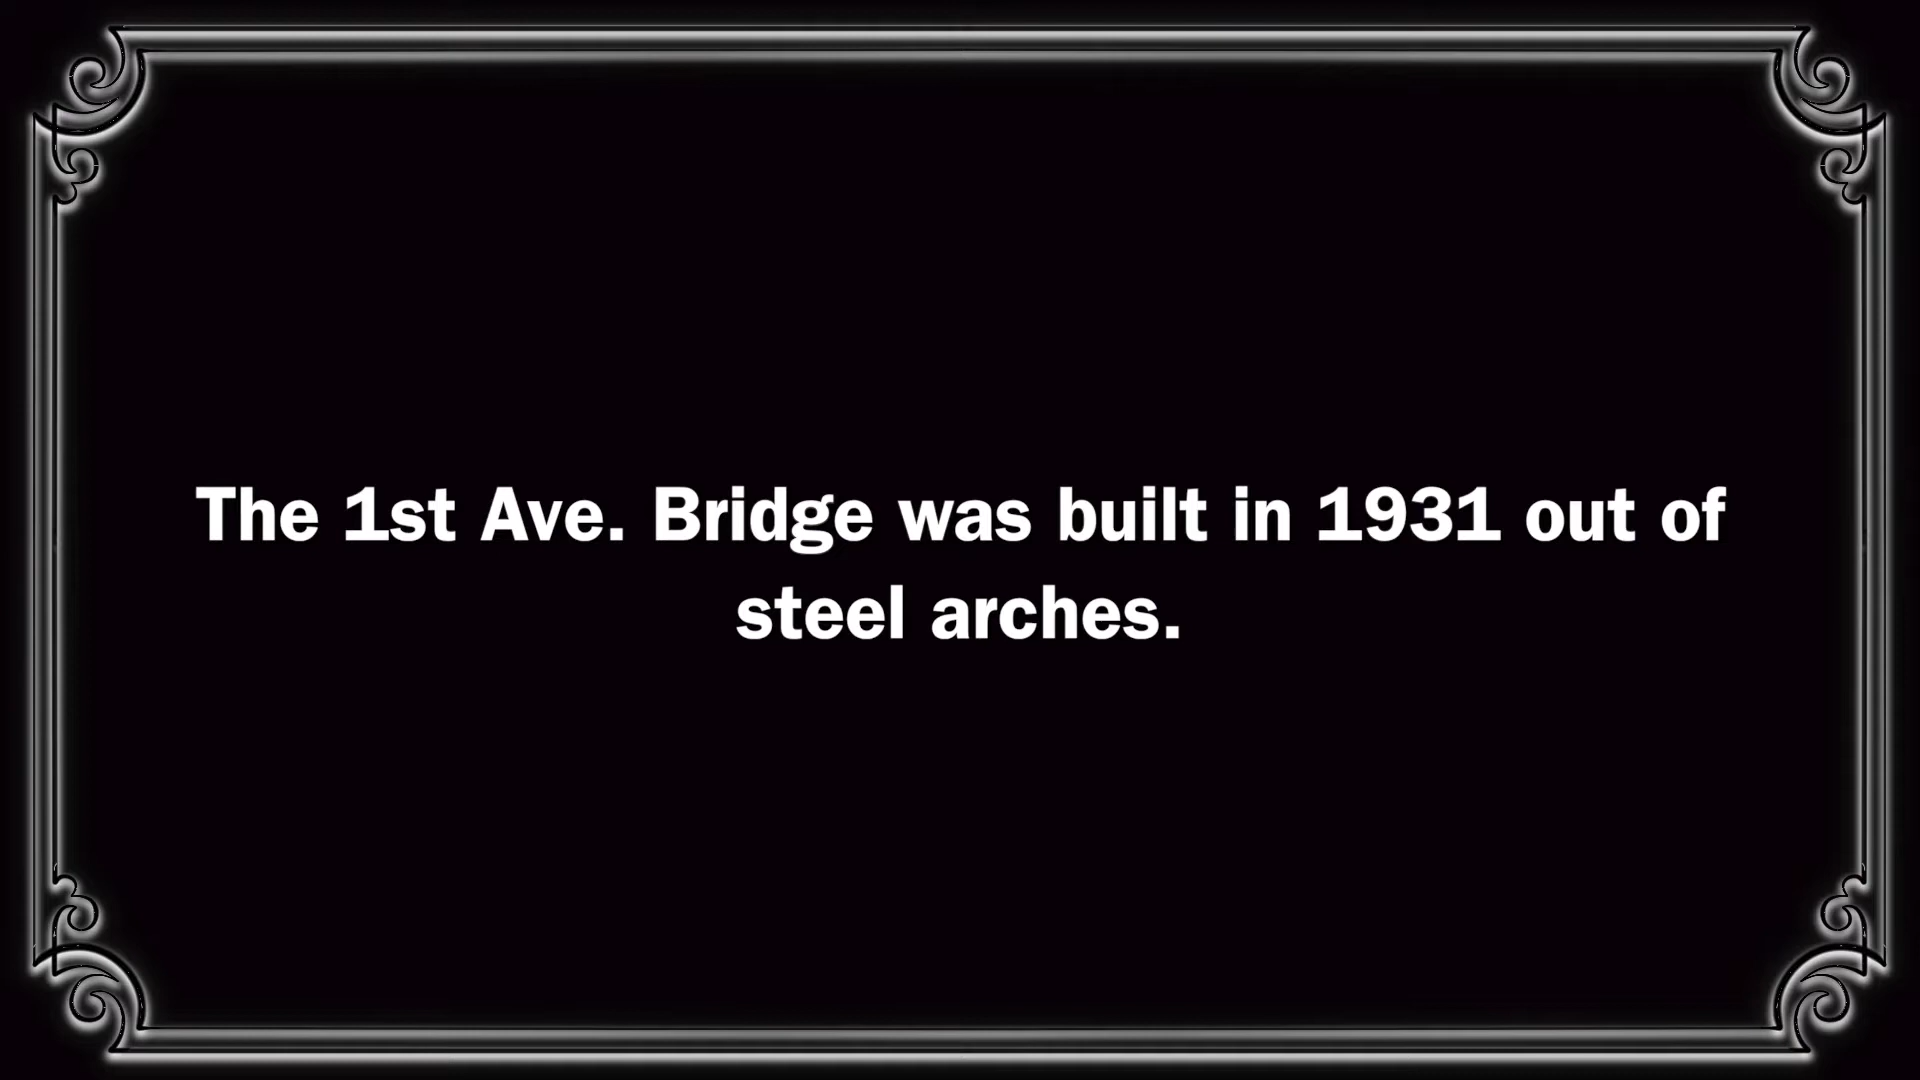 The 1st Ave. Bridge was built in 1931 out of
steel arches.